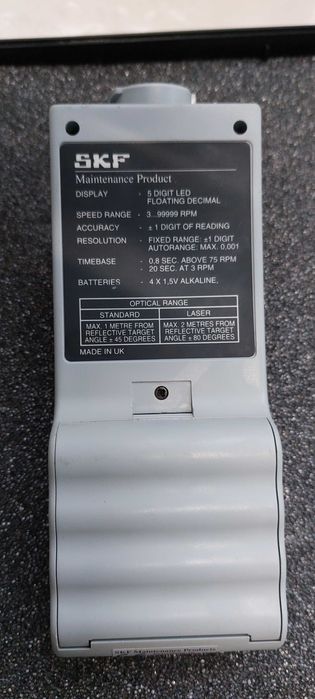 SKF
Maintenance Product
DISPLAY - 5 DIGIT LED
FLOATING DECIMAL
SPEED RANGE - 3...99999 RPM
ACCURACY - ± 1 DIGIT OF READING
RESOLUTION - FIXED RANGE: ±1 DIGIT
AUTORANGE: MAX. 0,001
TIMEBASE - 0.8 SEC. ABOVE 75 RPM
- 20 SEC. AT 3 RPM
BATTERIES - 4 X 1,5V ALKALINE,
OPTICAL RANGE
STANDARD LASER
MAX. 1 METRE FROM MAX. 2 METRES FROM
REFLECTIVE TARGET REFLECTIVE TARGET
ANGLE ± 45 DEGREES ANGLE ± 80 DEGREES
MADE IN UK
SKF Maintenance Products